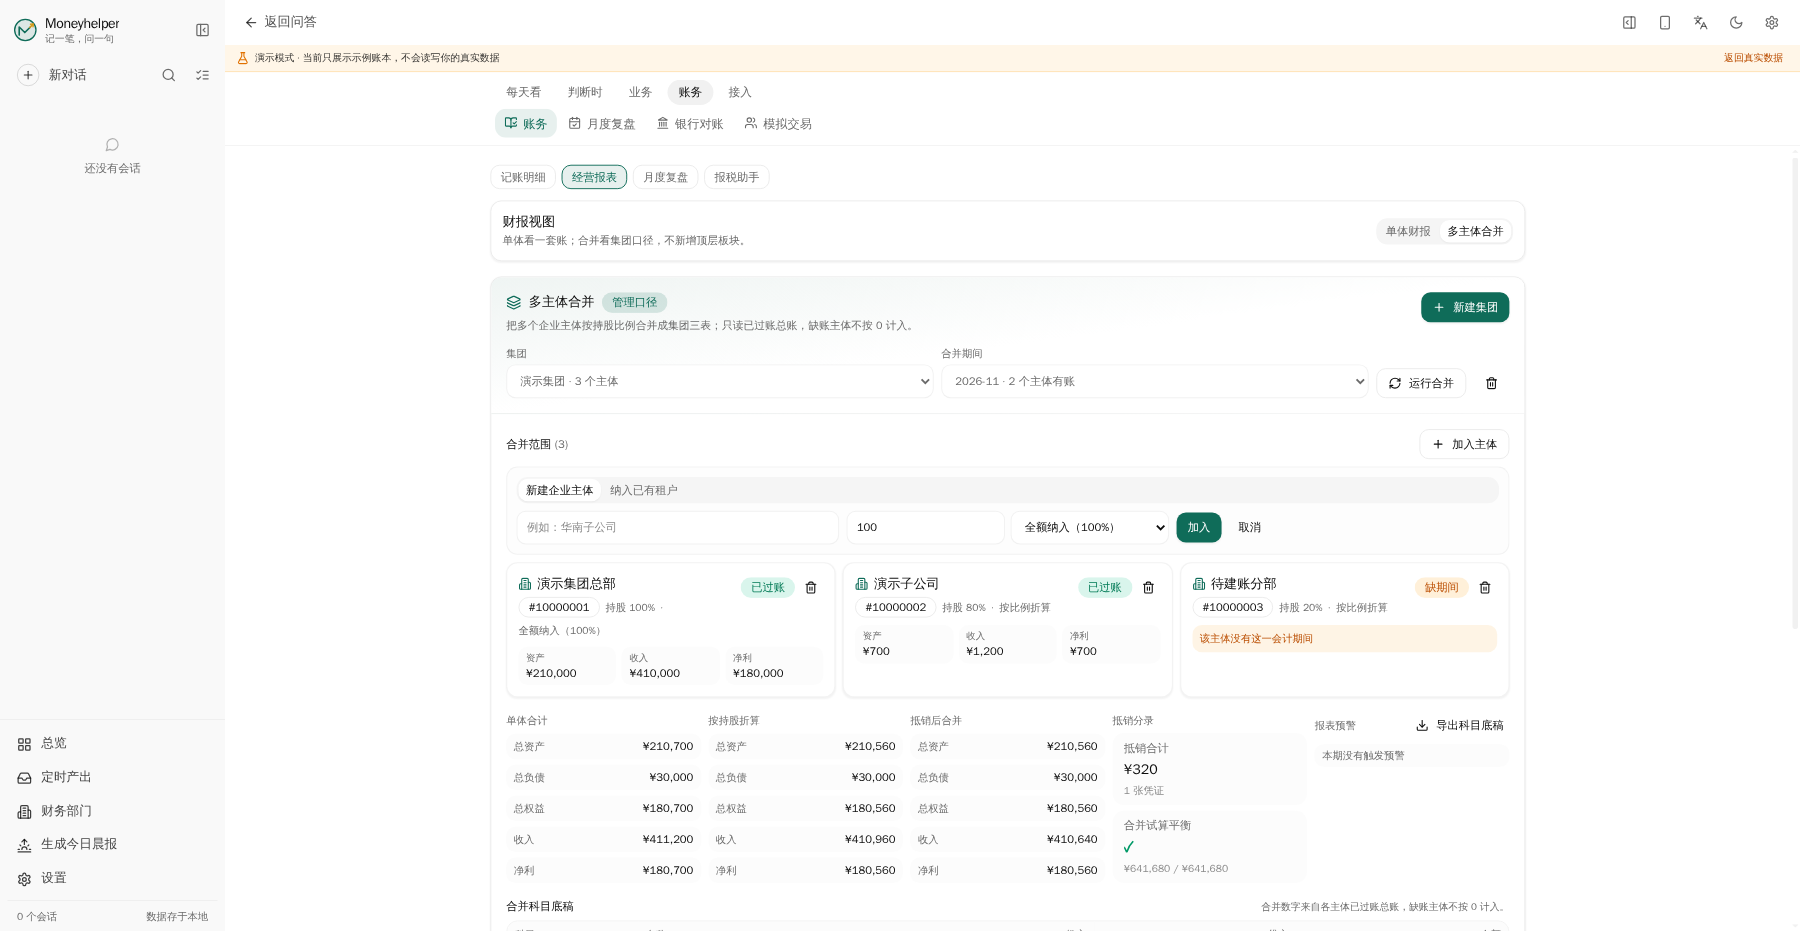 Moneyhelper
记一笔，问一句
新对话
还没有会话
总览
定时产出
财务部门
生成今日晨报
设置
0 个会话
数据存于本地
返回问答
演示模式 · 当前只展示示例账本，不会读写你的真实数据
返回真实数据
每天看
判断时
业务
账务
接入
账务
月度复盘
银行对账
模拟交易
记账明细
经营报表
月度复盘
报税助手
财报视图
单体看一套账；合并看集团口径，不新增顶层板块。
单体财报
多主体合并
多主体合并
管理口径
把多个企业主体按持股比例合并成集团三表；只读已过账总账，缺账主体不按 0 计入。
新建集团
集团
合并期间
演示集团 · 3 个主体
2026-11 · 2 个主体有账
运行合并
合并范围 (3)
加入主体
新建企业主体
纳入已有租户
例如：华南子公司
100
全额纳入（100%）
加入
取消
演示集团总部
已过账
#10000001
持股 100% ·
全额纳入（100%）
资产
¥210,000
收入
¥410,000
净利
¥180,000
演示子公司
已过账
#10000002
持股 80% · 按比例折算
资产
¥700
收入
¥1,200
净利
¥700
待建账分部
缺期间
#10000003
持股 20% · 按比例折算
该主体没有这一会计期间
单体合计
总资产 ¥210,700
总负债 ¥30,000
总权益 ¥180,700
收入 ¥411,200
净利 ¥180,700
按持股折算
总资产 ¥210,560
总负债 ¥30,000
总权益 ¥180,560
收入 ¥410,960
净利 ¥180,560
抵销后合并
总资产 ¥210,560
总负债 ¥30,000
总权益 ¥180,560
收入 ¥410,640
净利 ¥180,560
抵销分录
抵销合计
¥320
1 张凭证
合并试算平衡
✓
¥641,680 / ¥641,680
报表预警
导出科目底稿
本期没有触发预警
合并科目底稿
合并数字来自各主体已过账总账，缺账主体不按 0 计入。